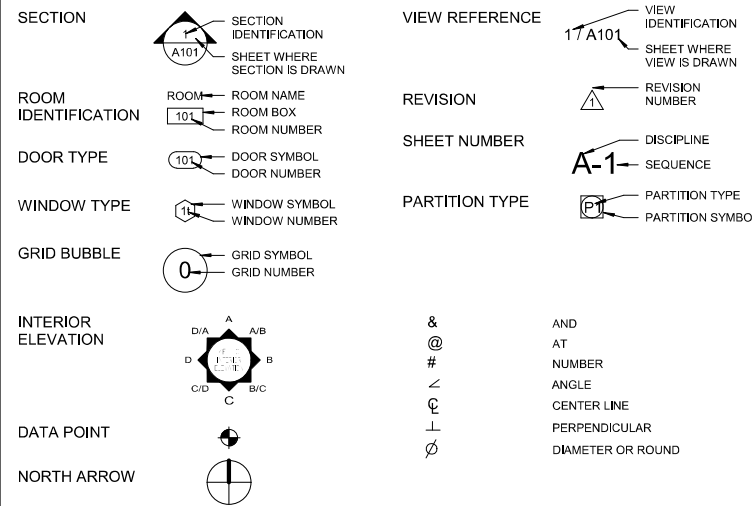 SECTION
1
A101
SECTION
IDENTIFICATION
SHEET WHERE
SECTION IS DRAWN
ROOM
IDENTIFICATION
ROOM
101
ROOM NAME
ROOM BOX
ROOM NUMBER
DOOR TYPE
101
DOOR SYMBOL
DOOR NUMBER
WINDOW TYPE
1t
WINDOW SYMBOL
WINDOW NUMBER
GRID BUBBLE
0
GRID SYMBOL
GRID NUMBER
INTERIOR
ELEVATION
A
D/A A/B
D B
C/D B/C
C
DATA POINT
NORTH ARROW
VIEW REFERENCE
1 / A101
VIEW
IDENTIFICATION
SHEET WHERE
VIEW IS DRAWN
REVISION
1
REVISION
NUMBER
SHEET NUMBER
A-1
DISCIPLINE
SEQUENCE
PARTITION TYPE
P1
PARTITION TYPE
PARTITION SYMBO
& AND
@ AT
# NUMBER
∠ ANGLE
℄ CENTER LINE
⊥ PERPENDICULAR
Ø DIAMETER OR ROUND